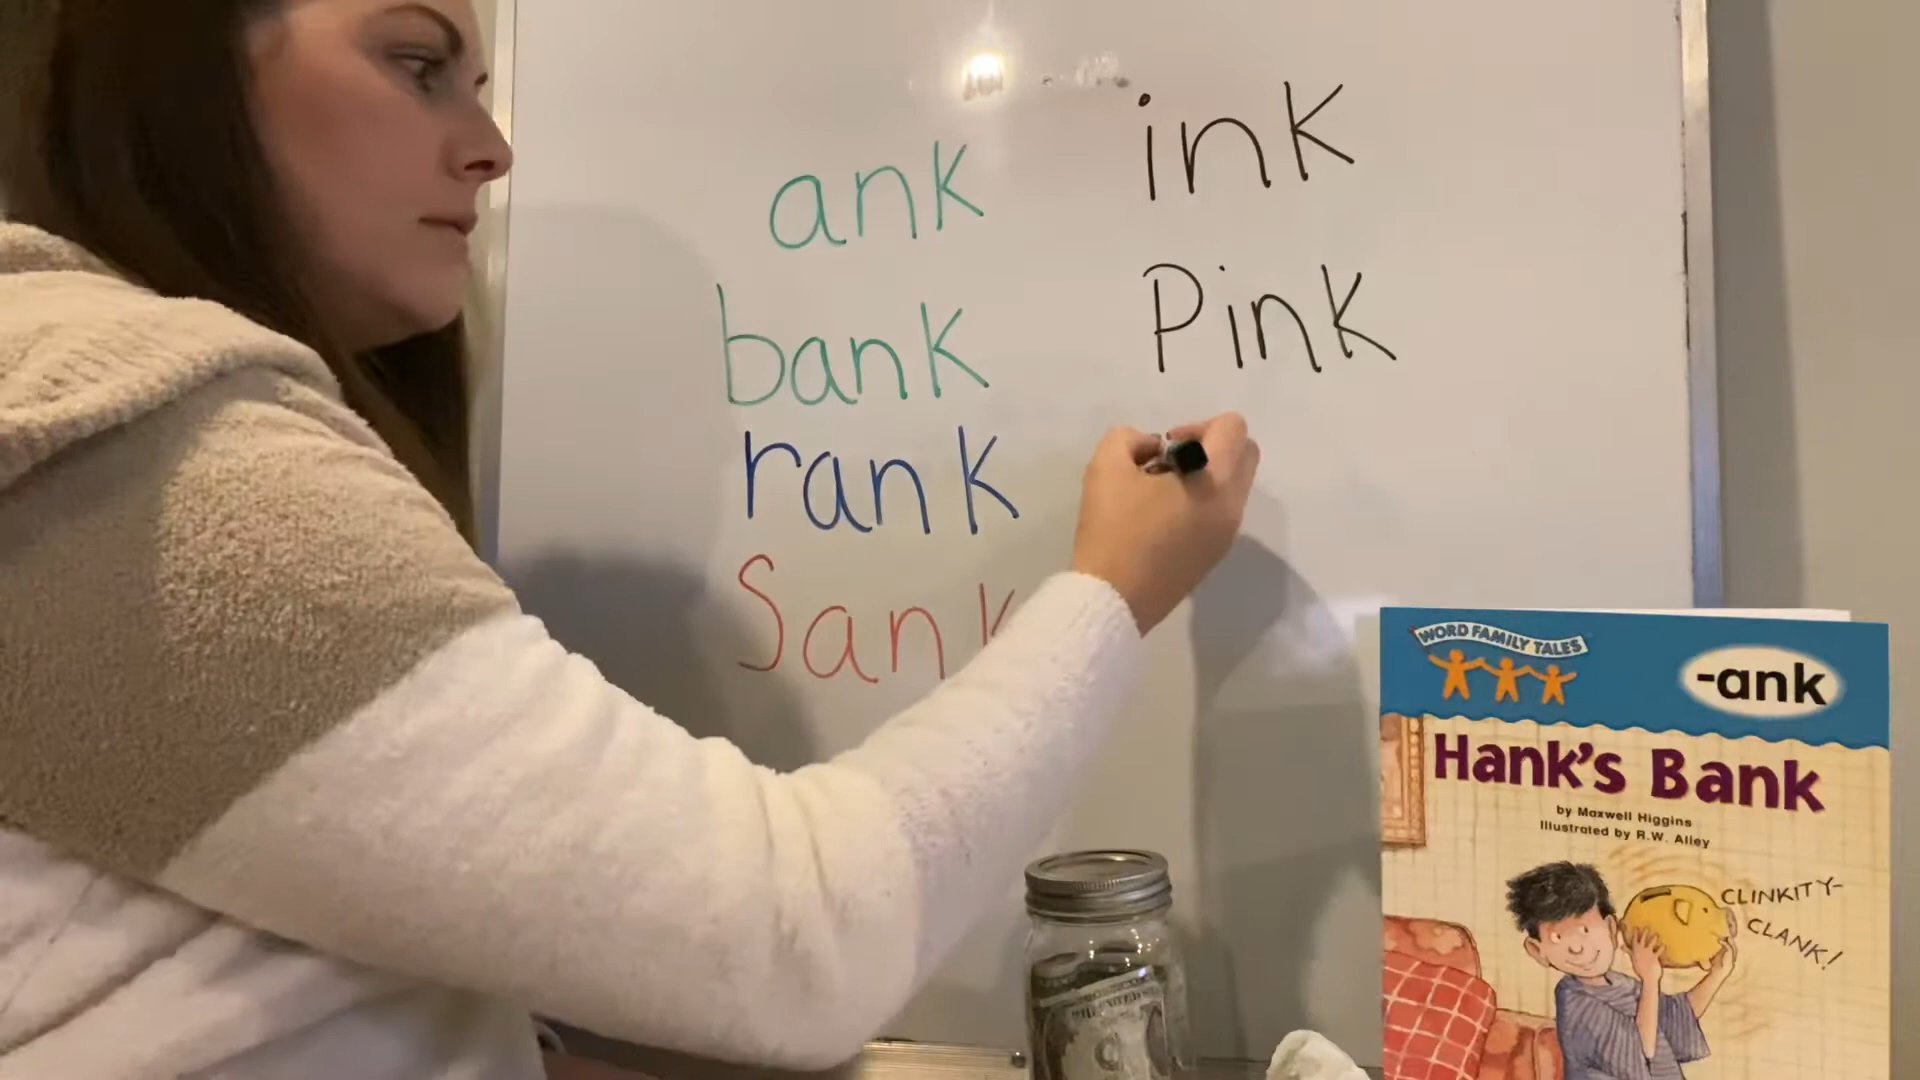 ank
bank
rank
Sank
ink
Pink
WORD FAMILY TALES
-ank
Hank's Bank
by Maxwell Higgins
Illustrated by R.W. Alley
CLINKITY-
CLANK!